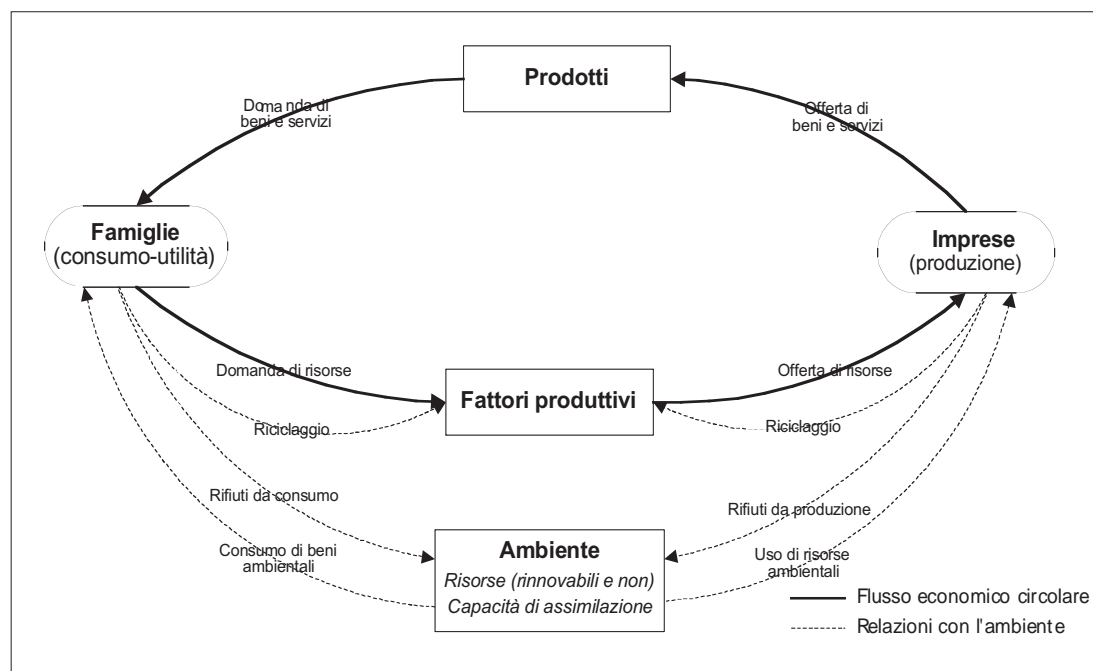 Prodotti
Domanda di
beni e servizi
Offerta di
beni e servizi
Famiglie
(consumo-utilità)
Imprese
(produzione)
Domanda di risorse
Offerta di risorse
Fattori produttivi
Riciclaggio
Riciclaggio
Rifiuti da consumo
Rifiuti da produzione
Consumo di beni
ambientali
Ambiente
Risorse (rinnovabili e non)
Capacità di assimilazione
Uso di risorse
ambientali
Flusso economico circolare
Relazioni con l'ambiente